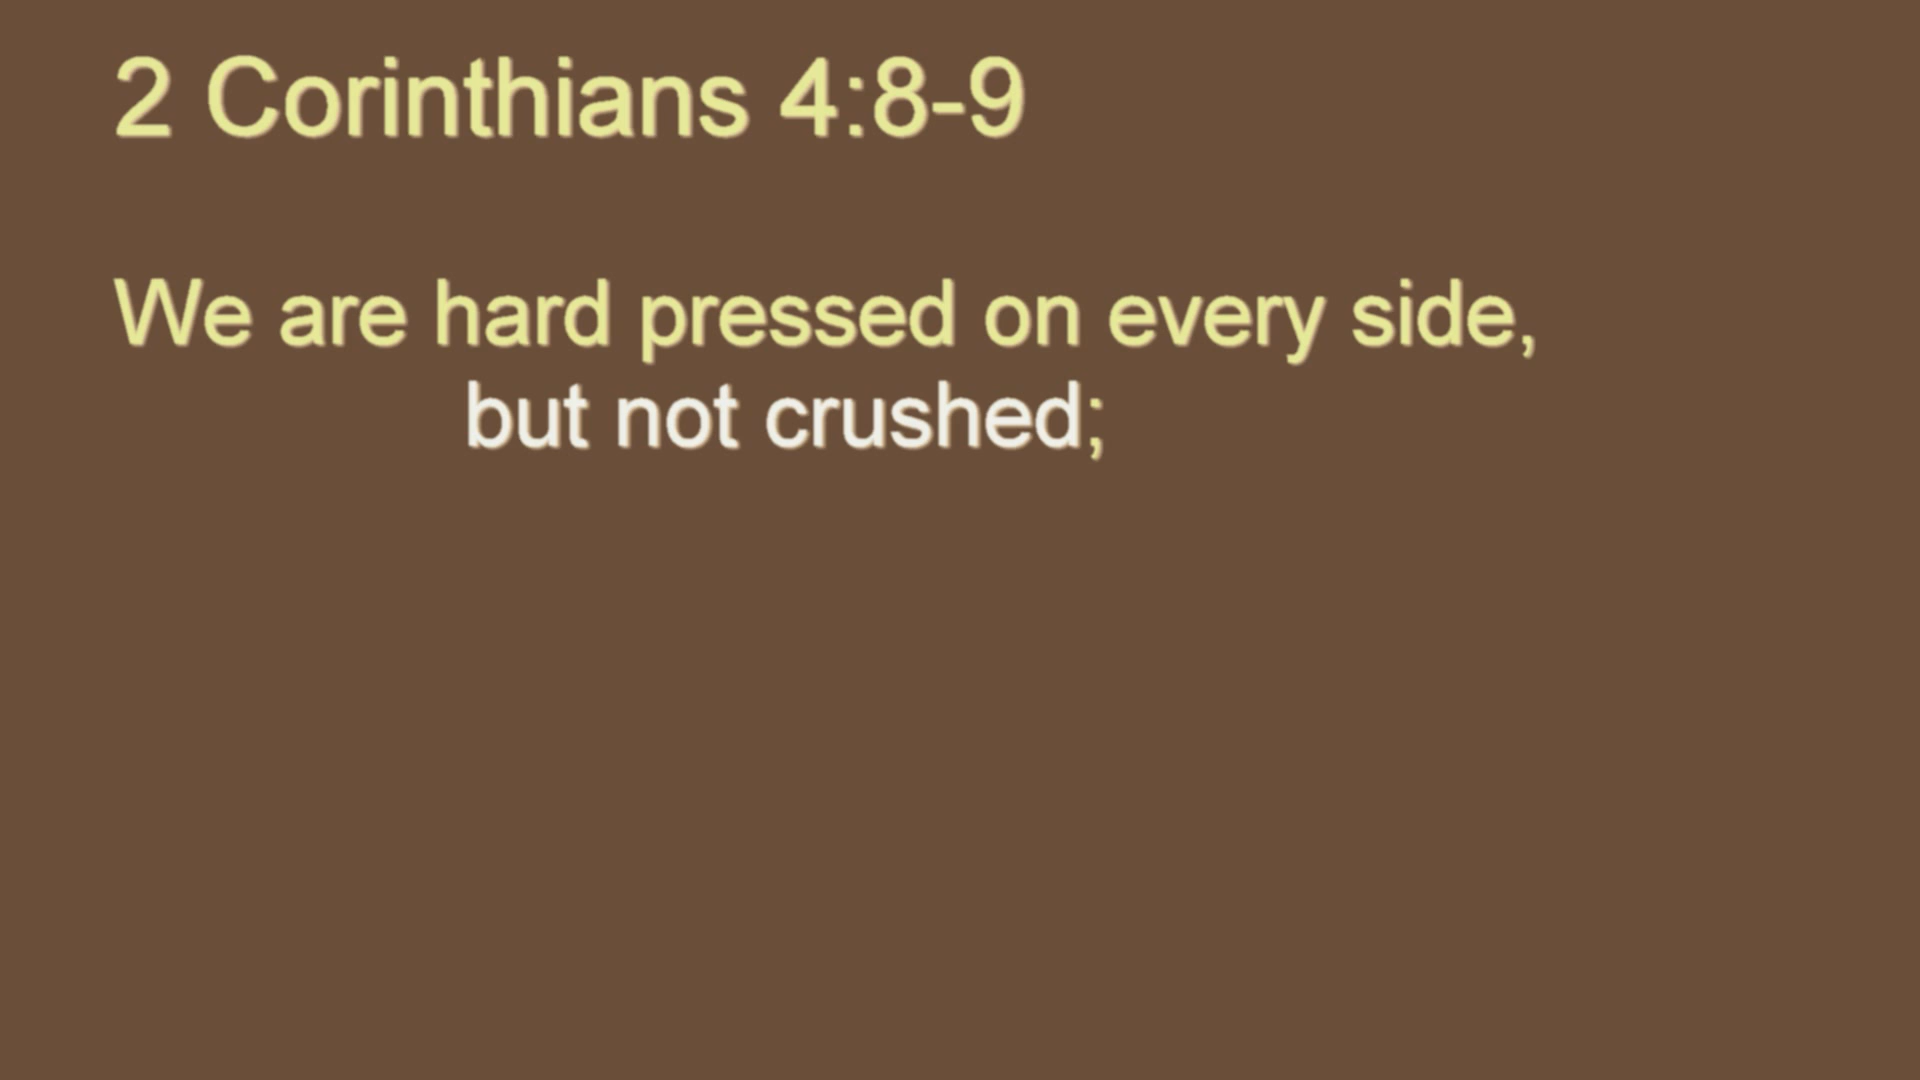 2 Corinthians 4:8-9
We are hard pressed on every side,
but not crushed;